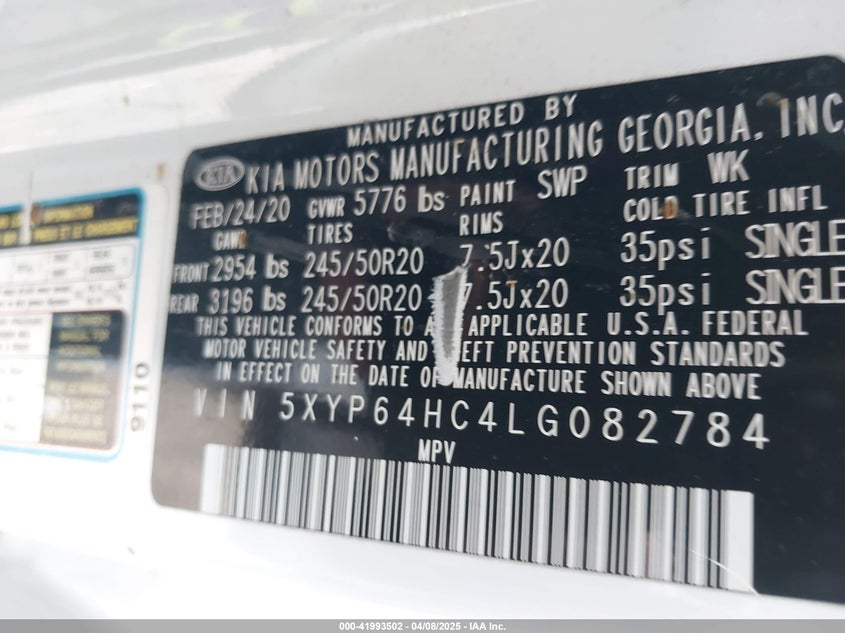 MANUFACTURED BY
KIA KIA MOTORS MANUFACTURING GEORGIA, INC.
FEB/24/20 GVWR 5776 lbs PAINT SWP TRIM WK
GAWR TIRES RIMS COLD TIRE INFL
FRONT 2954 lbs 245/50R20 7.5Jx20 35psi SINGLE
REAR 3196 lbs 245/50R20 7.5Jx20 35psi SINGLE
THIS VEHICLE CONFORMS TO APPLICABLE U.S.A. FEDERAL
MOTOR VEHICLE SAFETY AND PREVENTION STANDARDS
IN EFFECT ON THE DATE OF MANUFACTURE SHOWN ABOVE
VIN 5XYP64HC4LG082784
MPV
9110
000-41993502 - 04/08/2025 - IAA Inc.